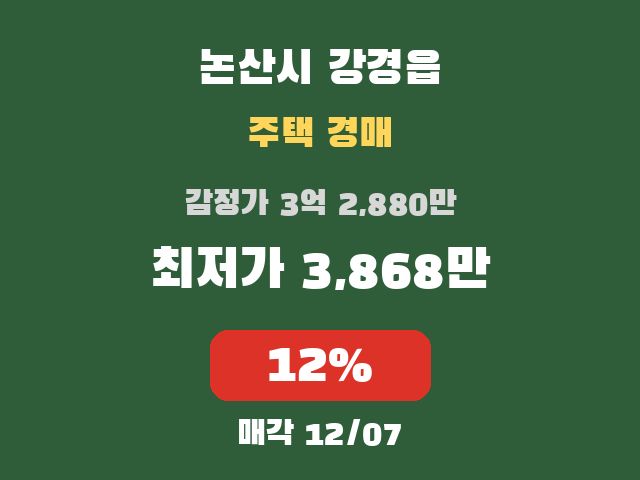 논산시 강경읍
주택 경매
감정가 3억 2,880만
최저가 3,868만
12%
매각 12/07